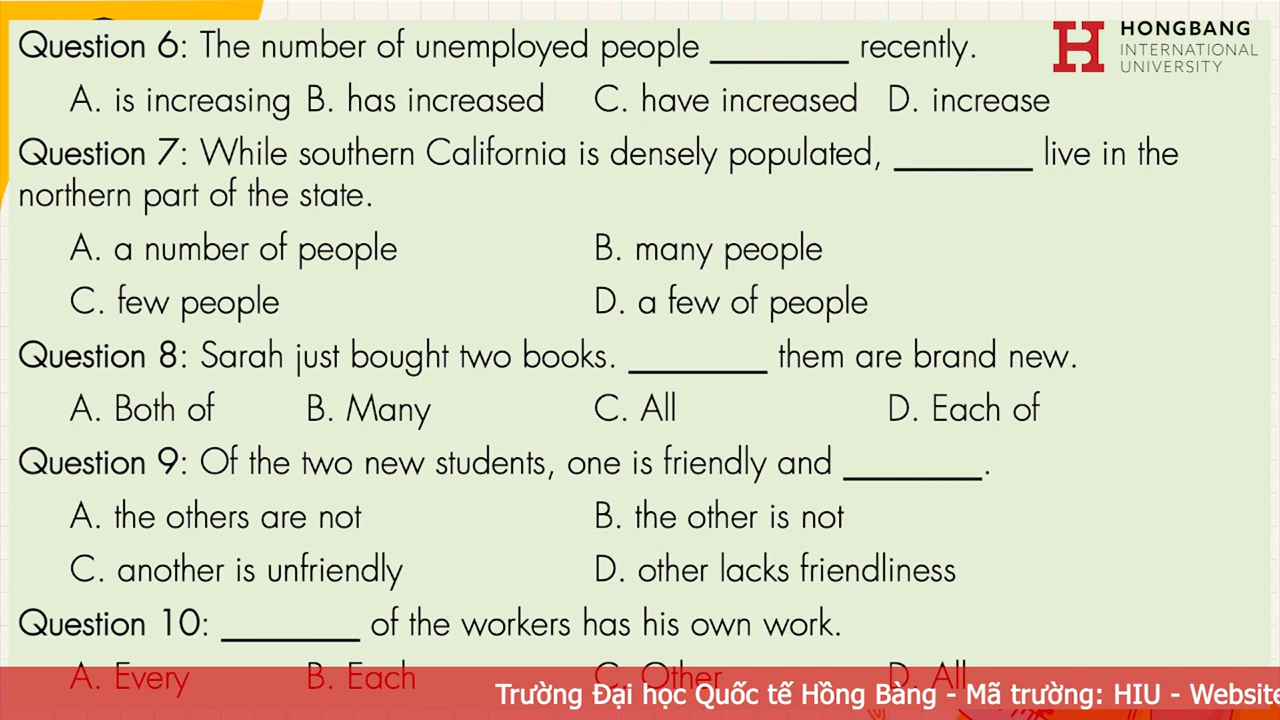 HONGBANG
INTERNATIONAL
UNIVERSITY
Question 6: The number of unemployed people ________ recently.
A. is increasing B. has increased C. have increased D. increase
Question 7: While southern California is densely populated, ________ live in the
northern part of the state.
A. a number of people B. many people
C. few people D. a few of people
Question 8: Sarah just bought two books. ________ them are brand new.
A. Both of B. Many C. All D. Each of
Question 9: Of the two new students, one is friendly and ________.
A. the others are not B. the other is not
C. another is unfriendly D. other lacks friendliness
Question 10: ________ of the workers has his own work.
A. Every B. Each C. Other D. All
Trường Đại học Quốc tế Hồng Bàng - Mã trường: HIU - Website